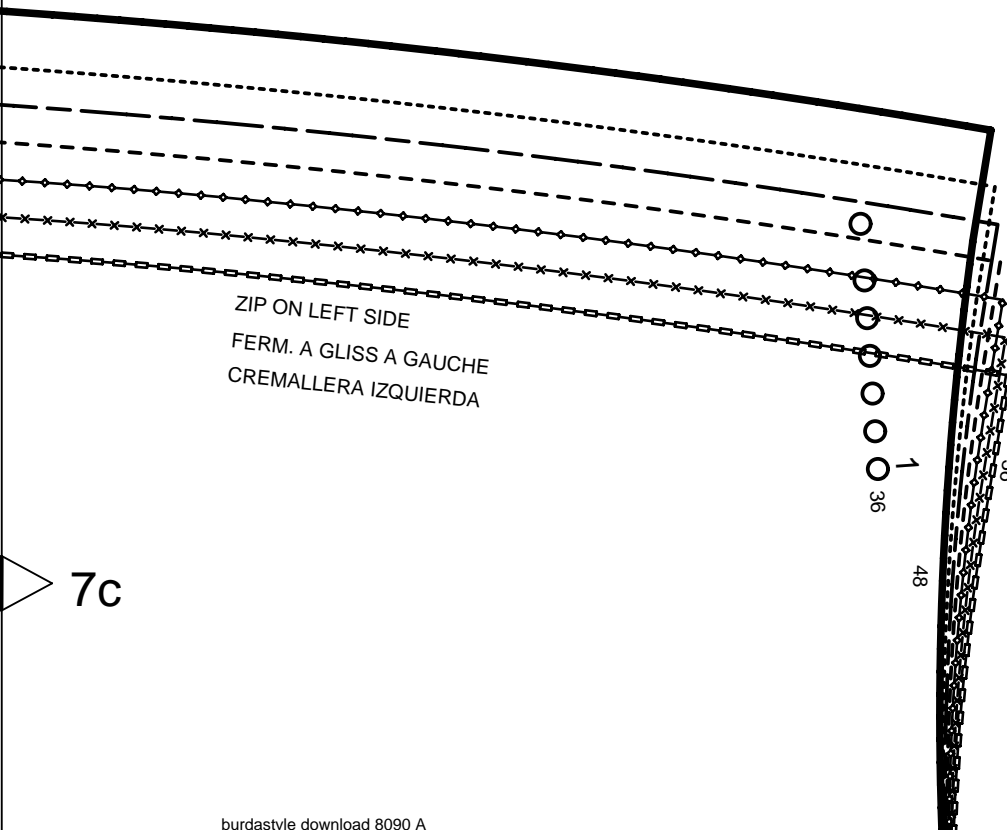 ZIP ON LEFT SIDE
FERM. A GLISS A GAUCHE
CREMALLERA IZQUIERDA
1
36
48
7c
burdastyle download 8090 A